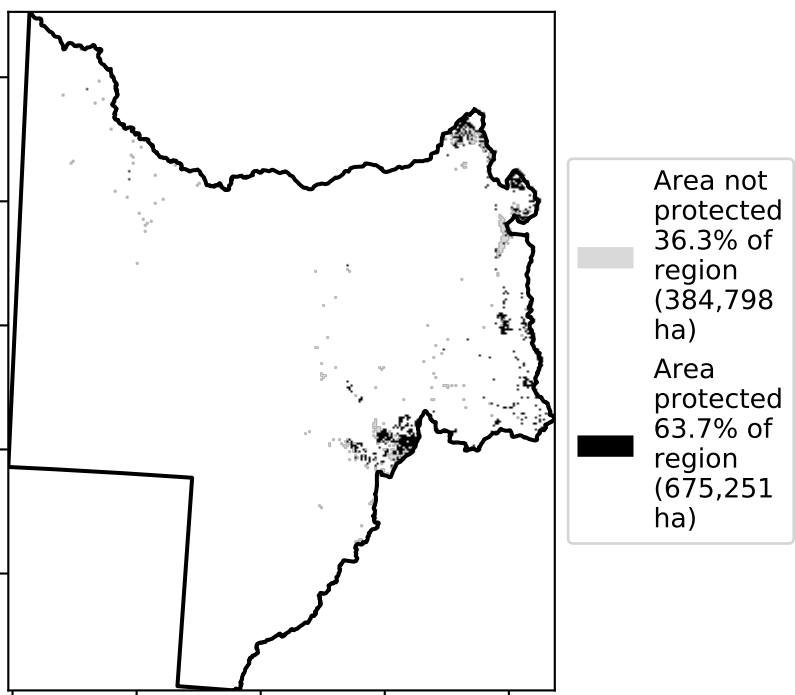 Area not
protected
36.3% of
region
(384,798
ha)
Area
protected
63.7% of
region
(675,251
ha)